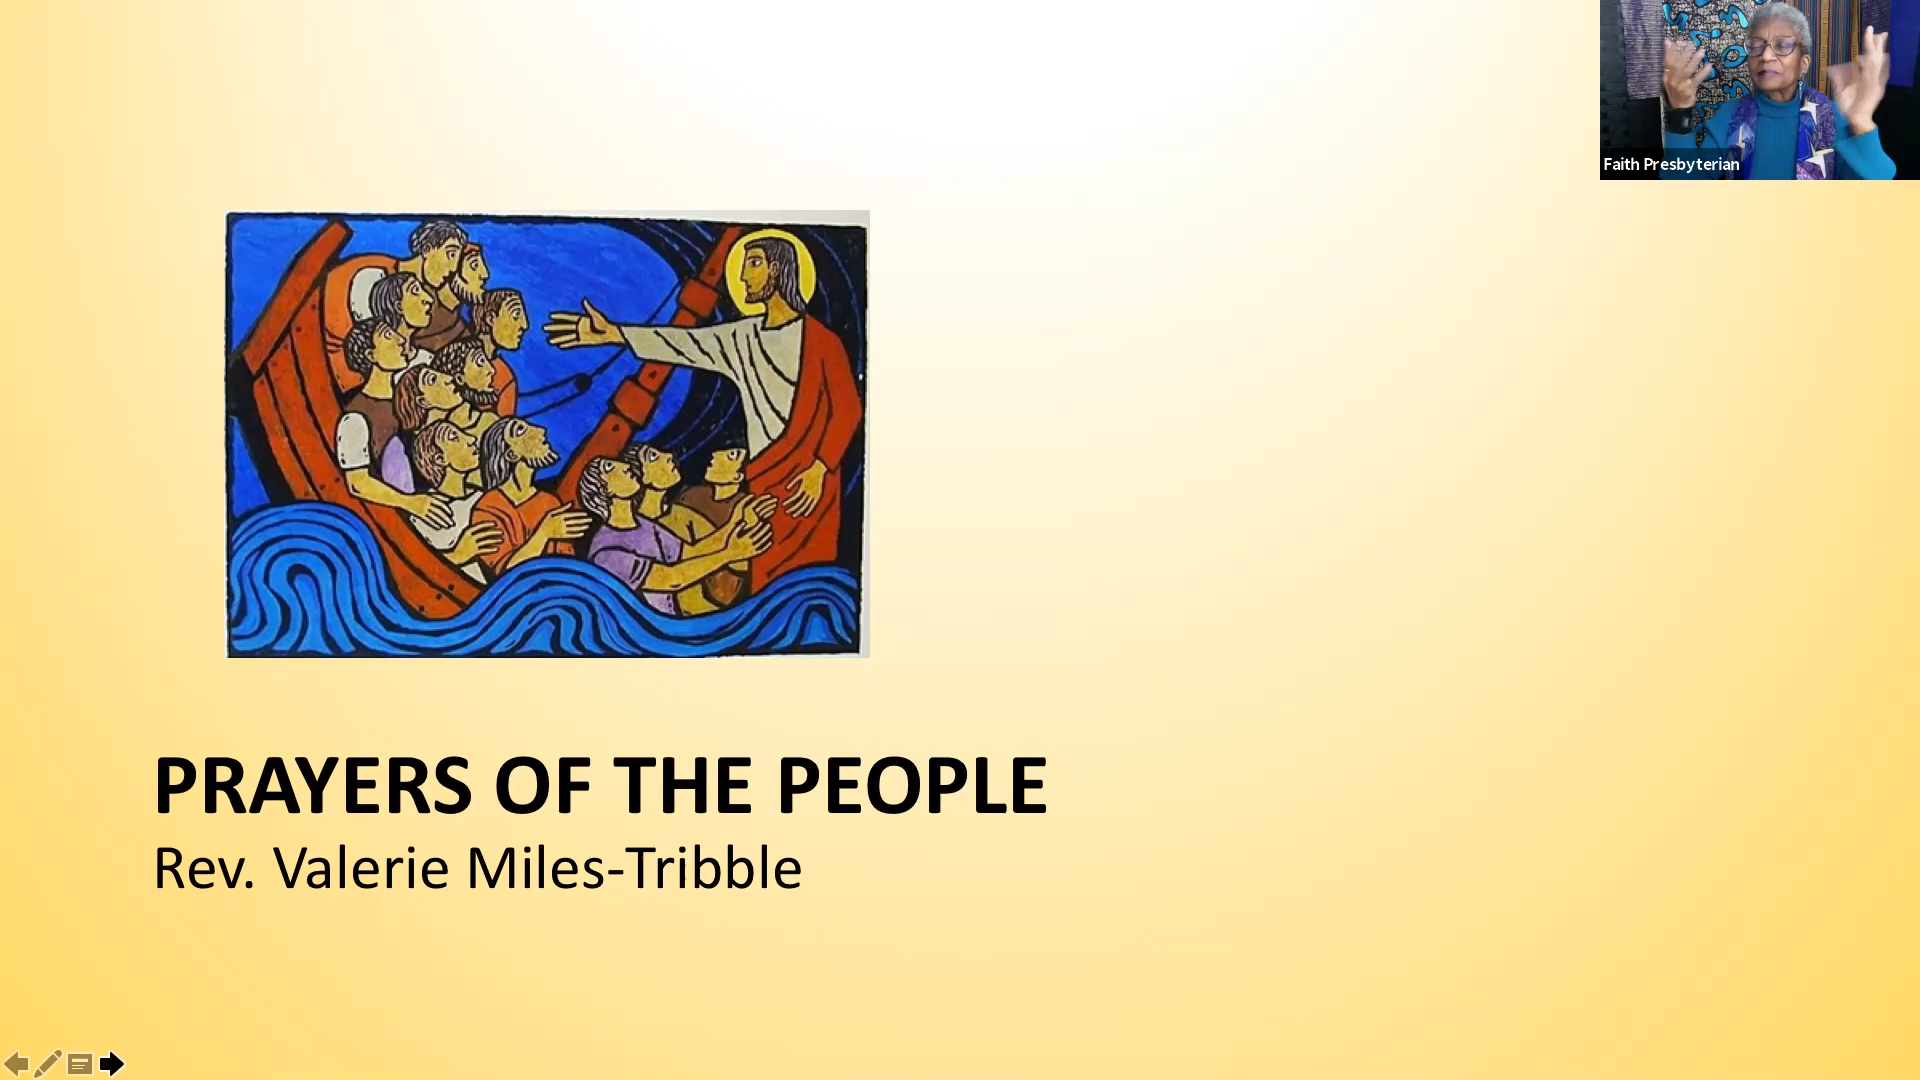 Faith Presbyterian
PRAYERS OF THE PEOPLE
Rev. Valerie Miles-Tribble